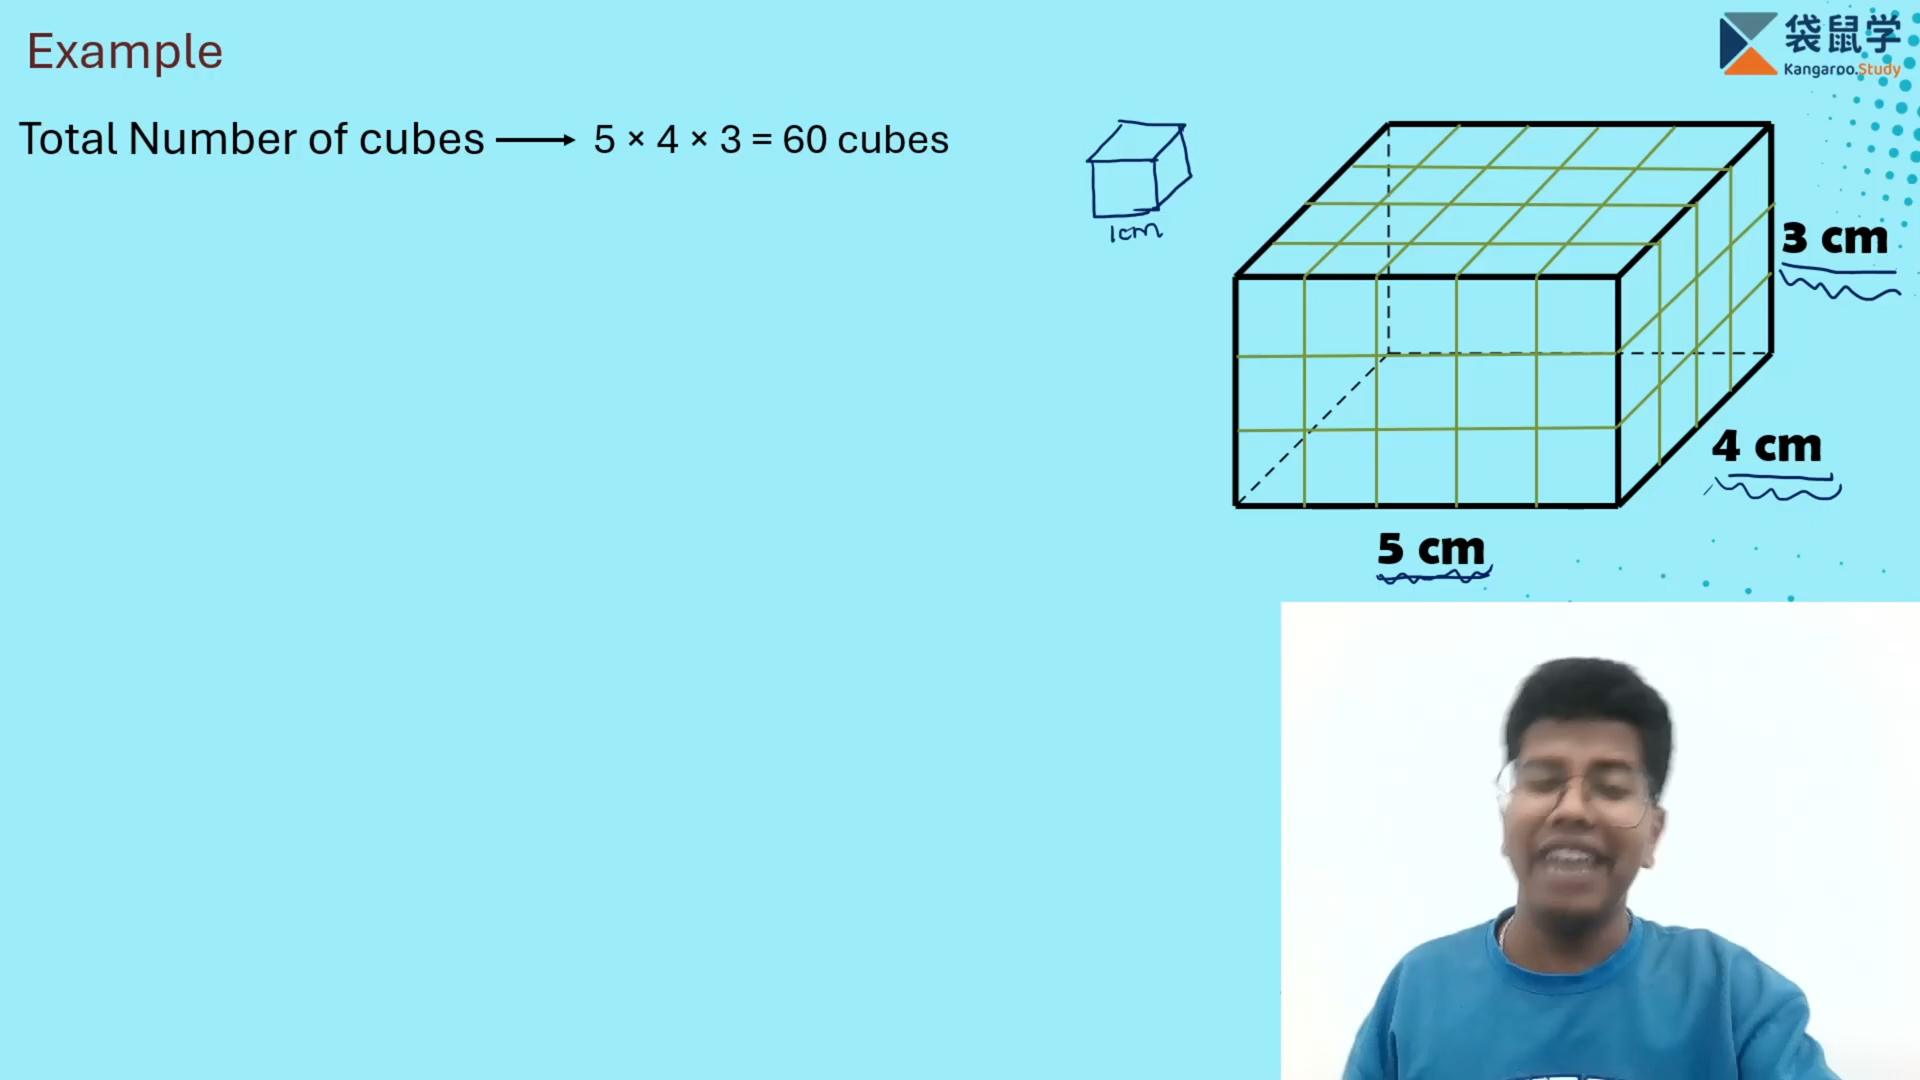 Example
袋鼠学
Kangaroo.Study
Total Number of cubes → 5 × 4 × 3 = 60 cubes
1cm
3 cm
4 cm
5 cm